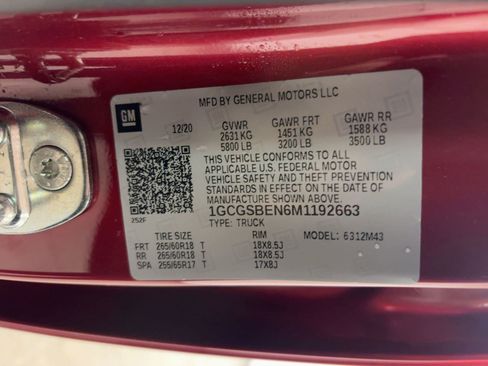 MFD BY GENERAL MOTORS LLC
GM
12/20 GVWR GAWR FRT GAWR RR
2631 KG 1451 KG 1588 KG
5800 LB 3200 LB 3500 LB
THIS VEHICLE CONFORMS TO ALL
APPLICABLE U.S. FEDERAL MOTOR
VEHICLE SAFETY AND THEFT PREVENTION
STANDARDS IN EFFECT ON THE DATE OF
MANUFACTURE SHOWN ABOVE.
1GCGSBEN6M1192663
TYPE: TRUCK
252F
TIRE SIZE RIM MODEL: 6312M43
FRT 265/60R18 T 18X8.5J
RR 265/60R18 T 18X8.5J
SPA 255/65R17 T 17X8J